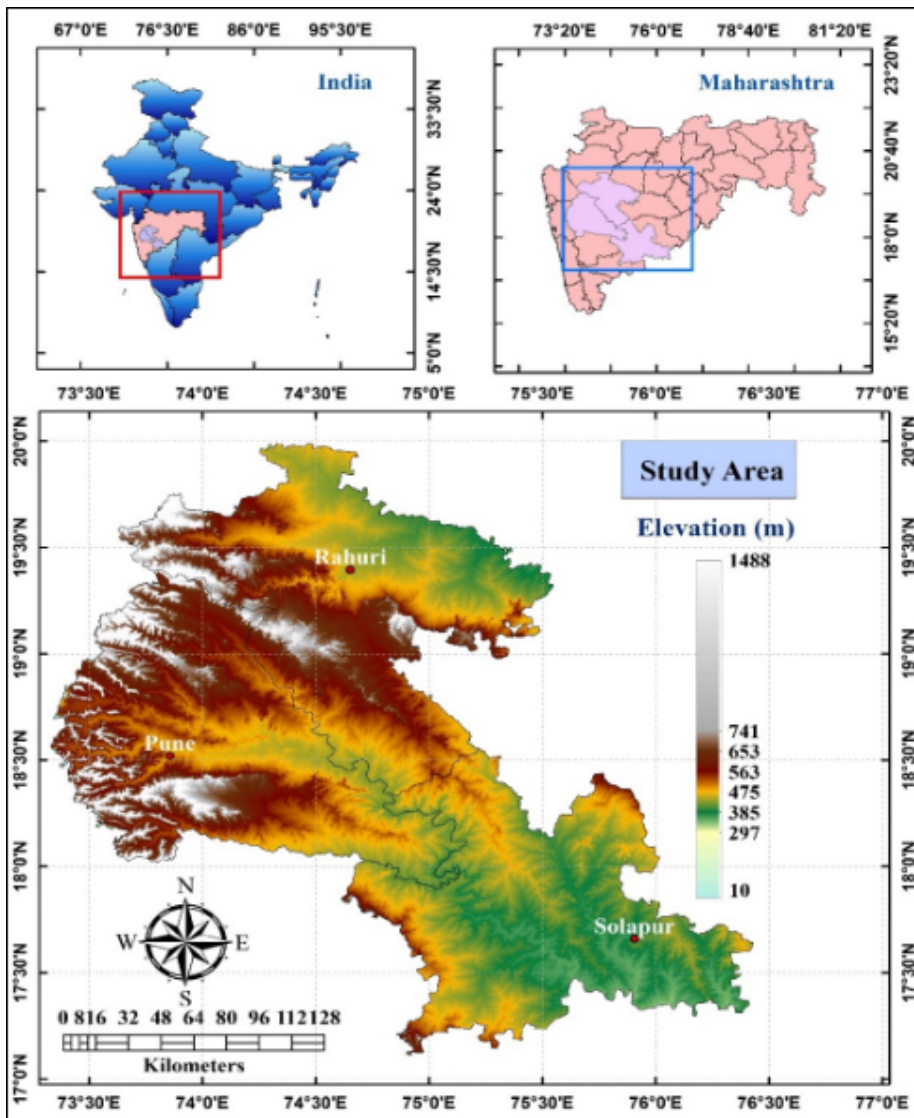 67°0'E 76°30'E 86°0'E 95°30'E
India
33°30'N
24°0'N
14°30'N
5°0'N
73°20'E 76°0'E 78°40'E 81°20'E
Maharashtra
23°20'N
20°40'N
18°0'N
15°20'N
73°30'E 74°0'E 74°30'E 75°0'E 75°30'E 76°0'E 76°30'E 77°0'E
20°0'N
19°30'N
19°0'N
18°30'N
18°0'N
17°30'N
17°0'N
Study Area
Elevation (m)
1488
741
653
563
475
385
297
10
Rahuri
Pune
Solapur
N
W E
S
0 8 16 32 48 64 80 96 112 128
Kilometers
73°30'E 74°0'E 74°30'E 75°0'E 75°30'E 76°0'E 76°30'E 77°0'E